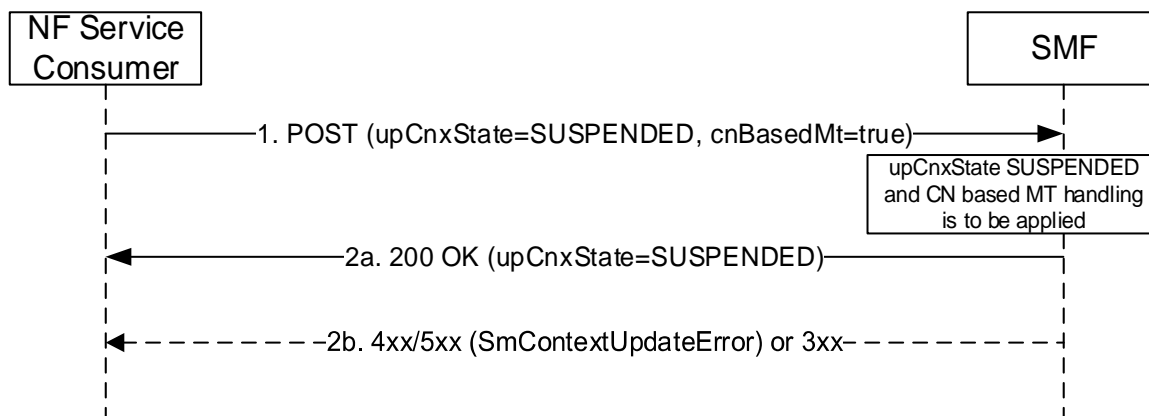 NF Service
Consumer
SMF
1. POST (upCnxState=SUSPENDED, cnBasedMt=true)
upCnxState SUSPENDED
and CN based MT handling
is to be applied
2a. 200 OK (upCnxState=SUSPENDED)
2b. 4xx/5xx (SmContextUpdateError) or 3xx